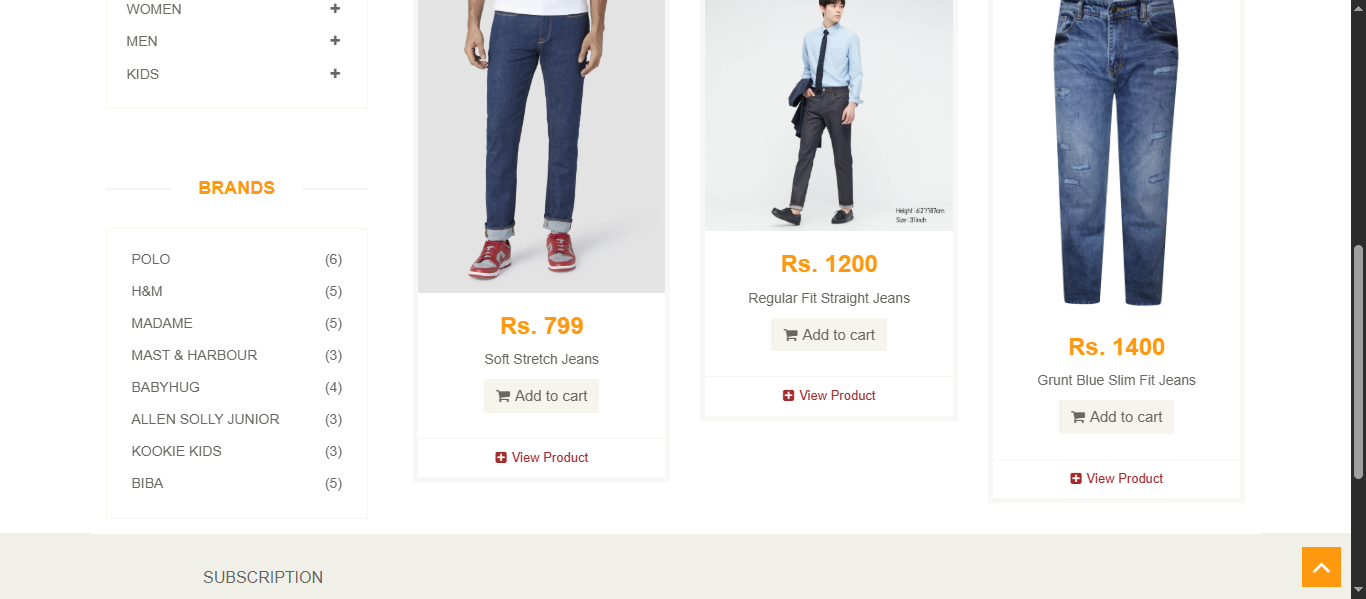 WOMEN
MEN
KIDS
BRANDS
POLO (6)
H&M (5)
MADAME (5)
MAST & HARBOUR (3)
BABYHUG (4)
ALLEN SOLLY JUNIOR (3)
KOOKIE KIDS (3)
BIBA (5)
Rs. 799
Soft Stretch Jeans
Add to cart
View Product
Height : 6'2"/187cm
Size : 31inch
Rs. 1200
Regular Fit Straight Jeans
Add to cart
View Product
Rs. 1400
Grunt Blue Slim Fit Jeans
Add to cart
View Product
SUBSCRIPTION